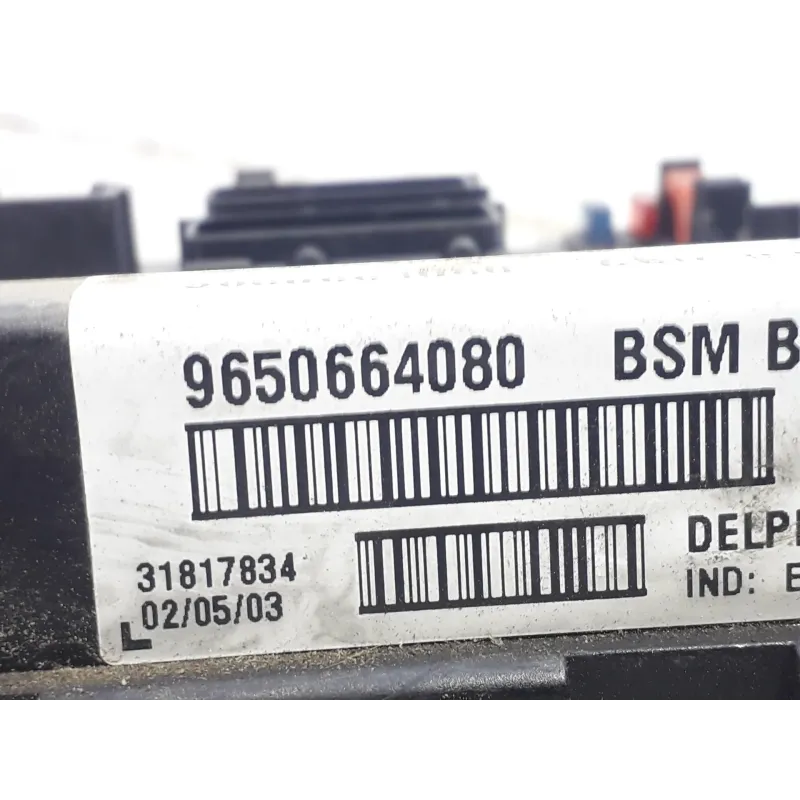 9650664080 BSM B
31817834 DELP
02/05/03 IND: E
L